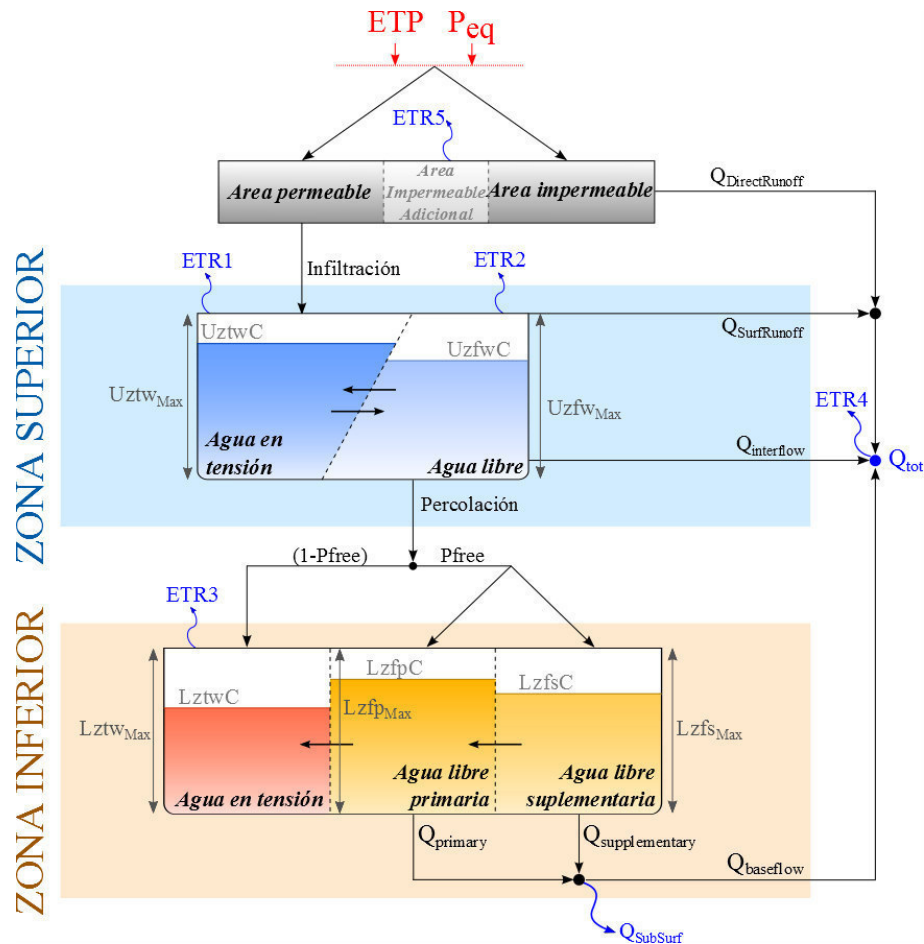 ETP
Peq
ETR5
Area permeable
Area
Impermeable
Adicional
Area impermeable
QDirectRunoff
ZONA SUPERIOR
ETR1
Infiltración
ETR2
UztwC
UzfwC
QSurfRunoff
UztwMax
UzfwMax
ETR4
Agua en
tensión
Agua libre
Qinterflow
Qtot
Percolación
(1-Pfree)
Pfree
ZONA INFERIOR
ETR3
LztwC
LzfpC
LzfsC
LztwMax
LzfpMax
LzfsMax
Agua en tensión
Agua libre
primaria
Agua libre
suplementaria
Qprimary
Qsupplementary
Qbaseflow
QSubSurf